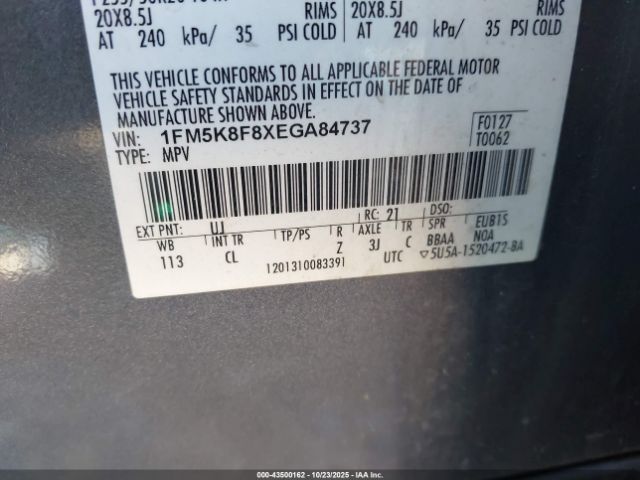 20X8.5J RIMS 20X8.5J RIMS
AT 240 kPa/ 35 PSI COLD AT 240 kPa/ 35 PSI COLD
THIS VEHICLE CONFORMS TO ALL APPLICABLE FEDERAL MOTOR
VEHICLE SAFETY STANDARDS IN EFFECT ON THE DATE OF
MANUFACTURE SHOWN ABOVE.
VIN: 1FM5K8F8XEGA84737
TYPE: MPV
F0127
T0062
EXT PNT: UJ RC: 21 DSO:
WB INT TR TP/PS R AXLE TR SPR EUB15
113 CL Z 3J C BBAA NOA
1201310083391 UTC ▽5U5A-1520472-BA
000-43500162 - 10/23/2025 - IAA Inc.